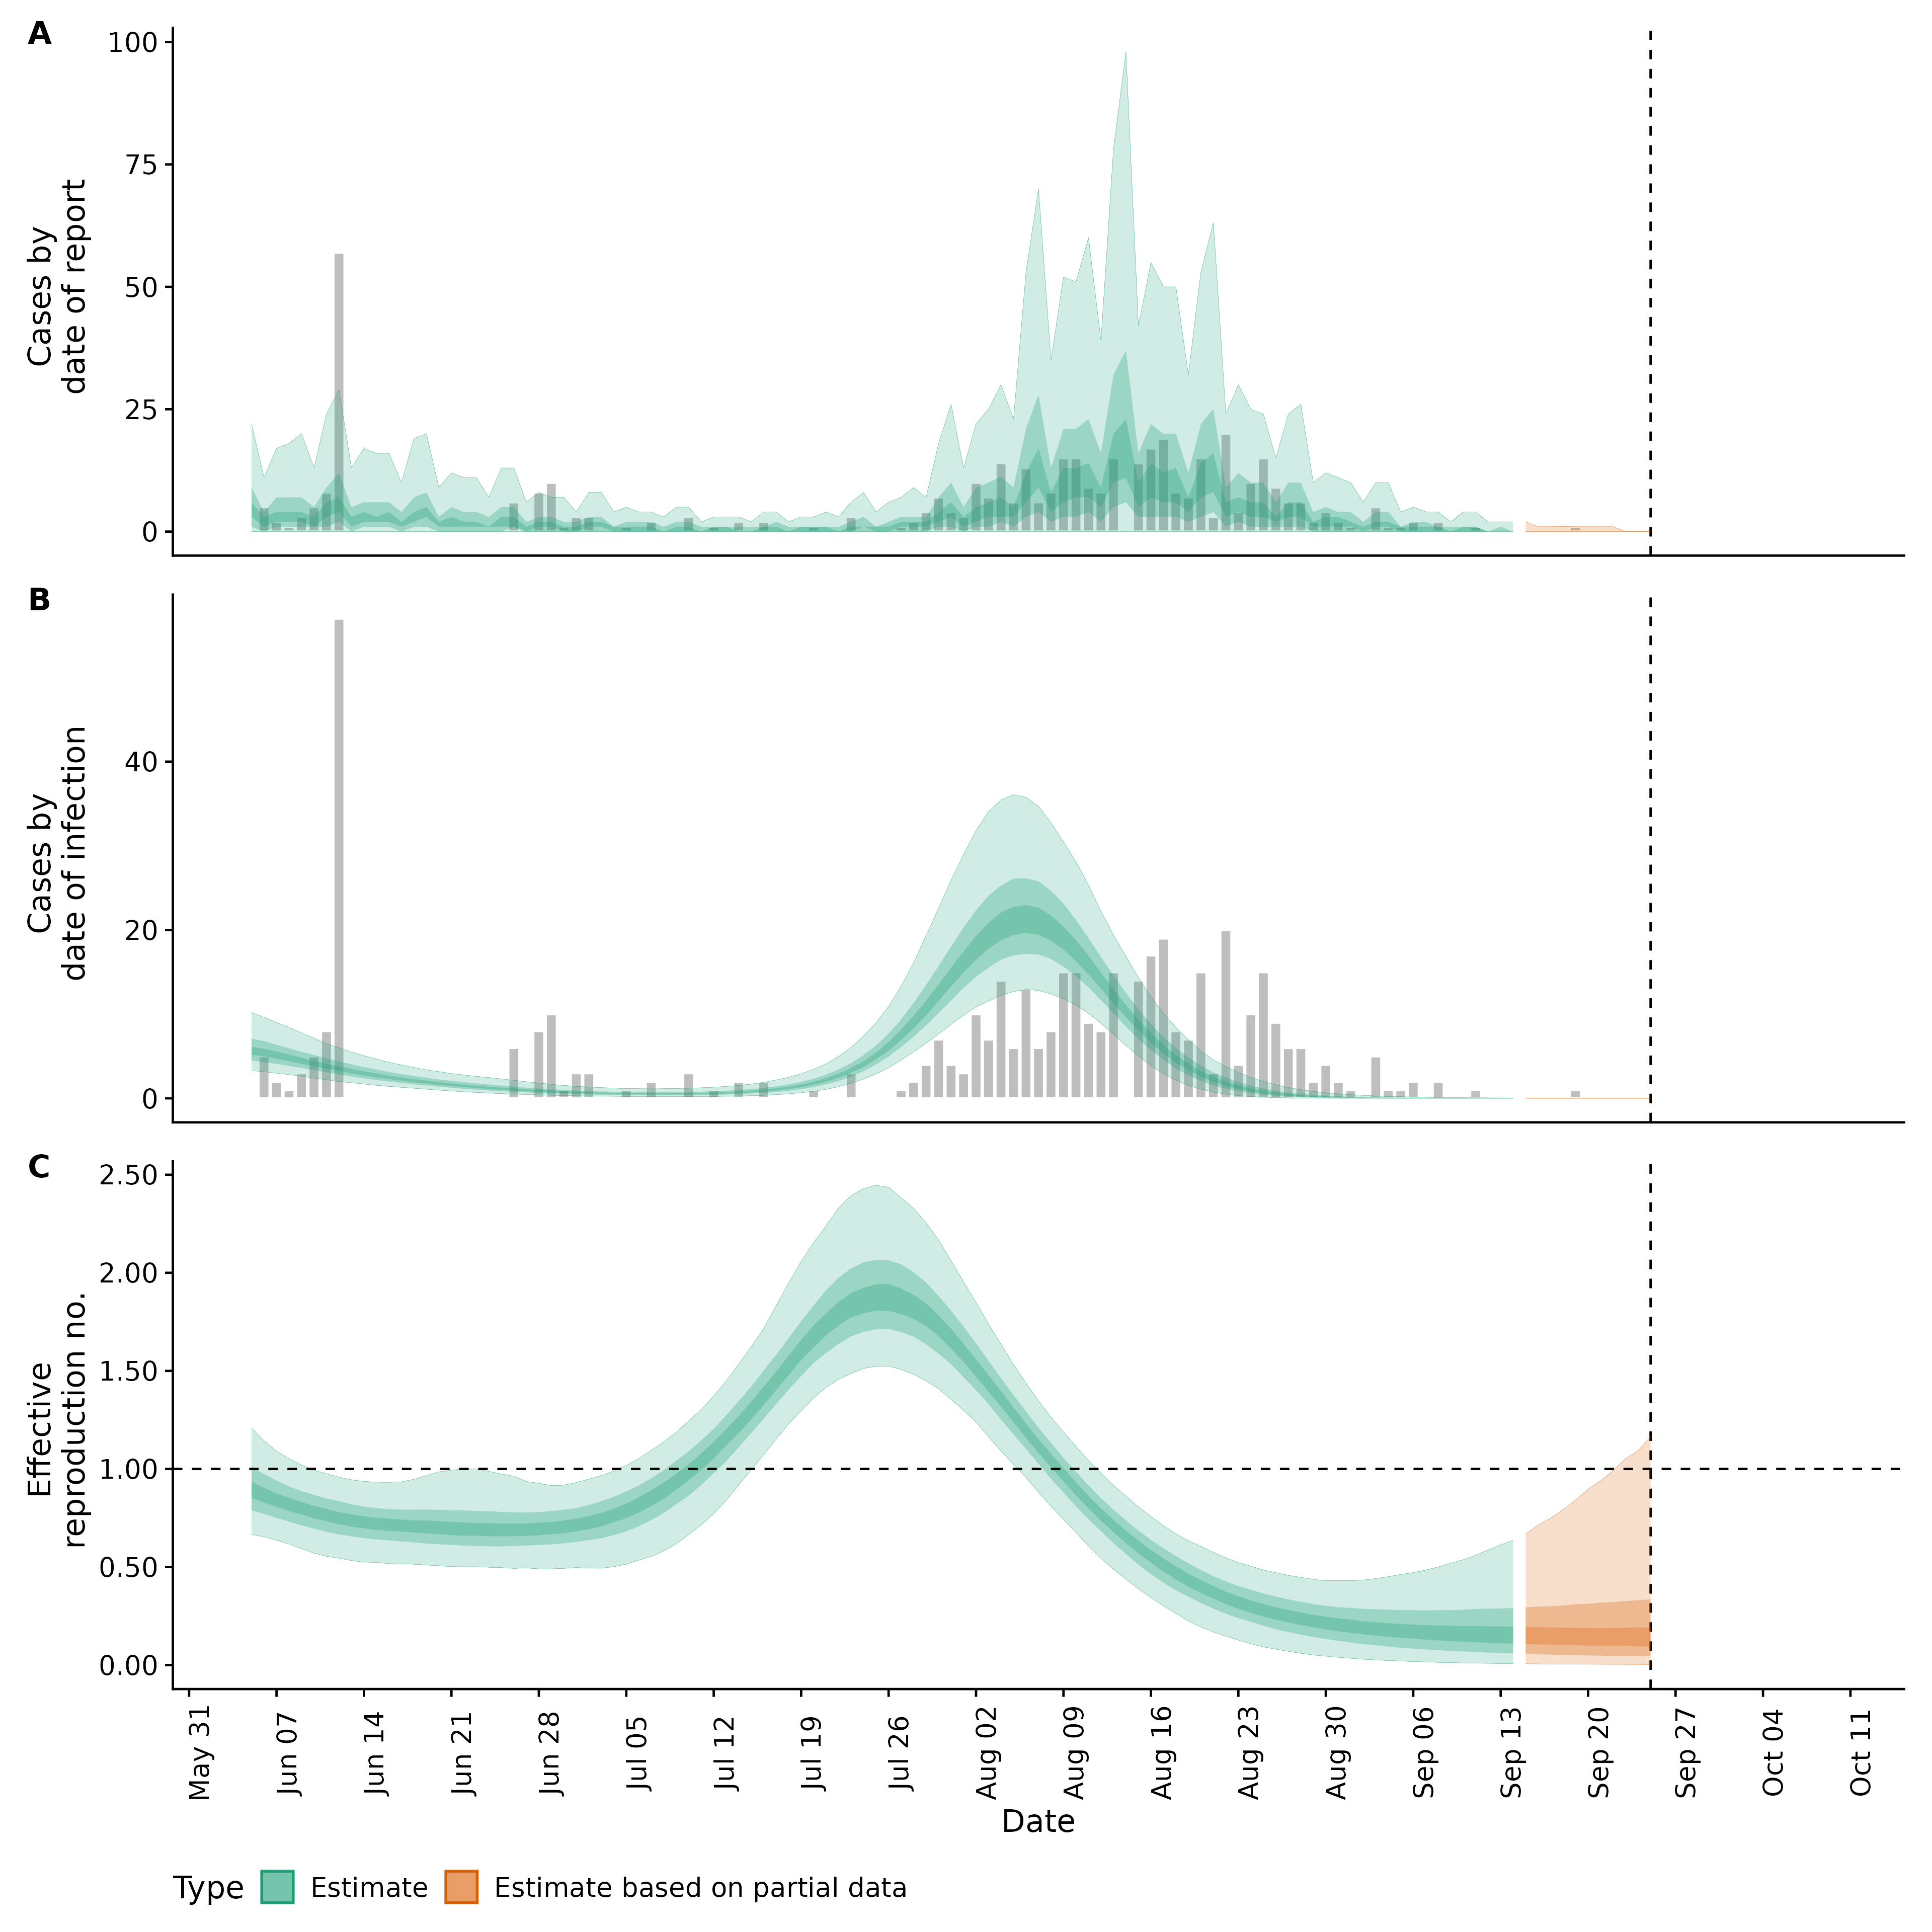 A
100
75
50
25
0
Cases by
date of report
B
40
20
0
Cases by
date of infection
C
2.50
2.00
1.50
1.00
0.50
0.00
Effective
reproduction no.
May 31
Jun 07
Jun 14
Jun 21
Jun 28
Jul 05
Jul 12
Jul 19
Jul 26
Aug 02
Aug 09
Aug 16
Aug 23
Aug 30
Sep 06
Sep 13
Sep 20
Sep 27
Oct 04
Oct 11
Date
Type
Estimate
Estimate based on partial data